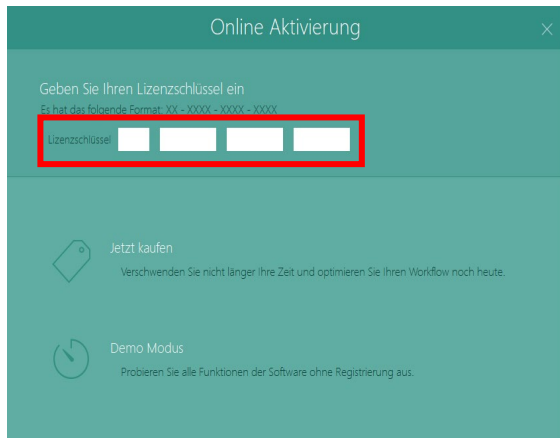 Online Aktivierung
Geben Sie Ihren Lizenzschlüssel ein
Es hat das folgende Format: XX - XXXX - XXXX - XXXX
Lizenzschlüssel
Jetzt kaufen
Verschwenden Sie nicht länger Ihre Zeit und optimieren Sie Ihren Workflow noch heute.
Demo Modus
Probieren Sie alle Funktionen der Software ohne Registrierung aus.